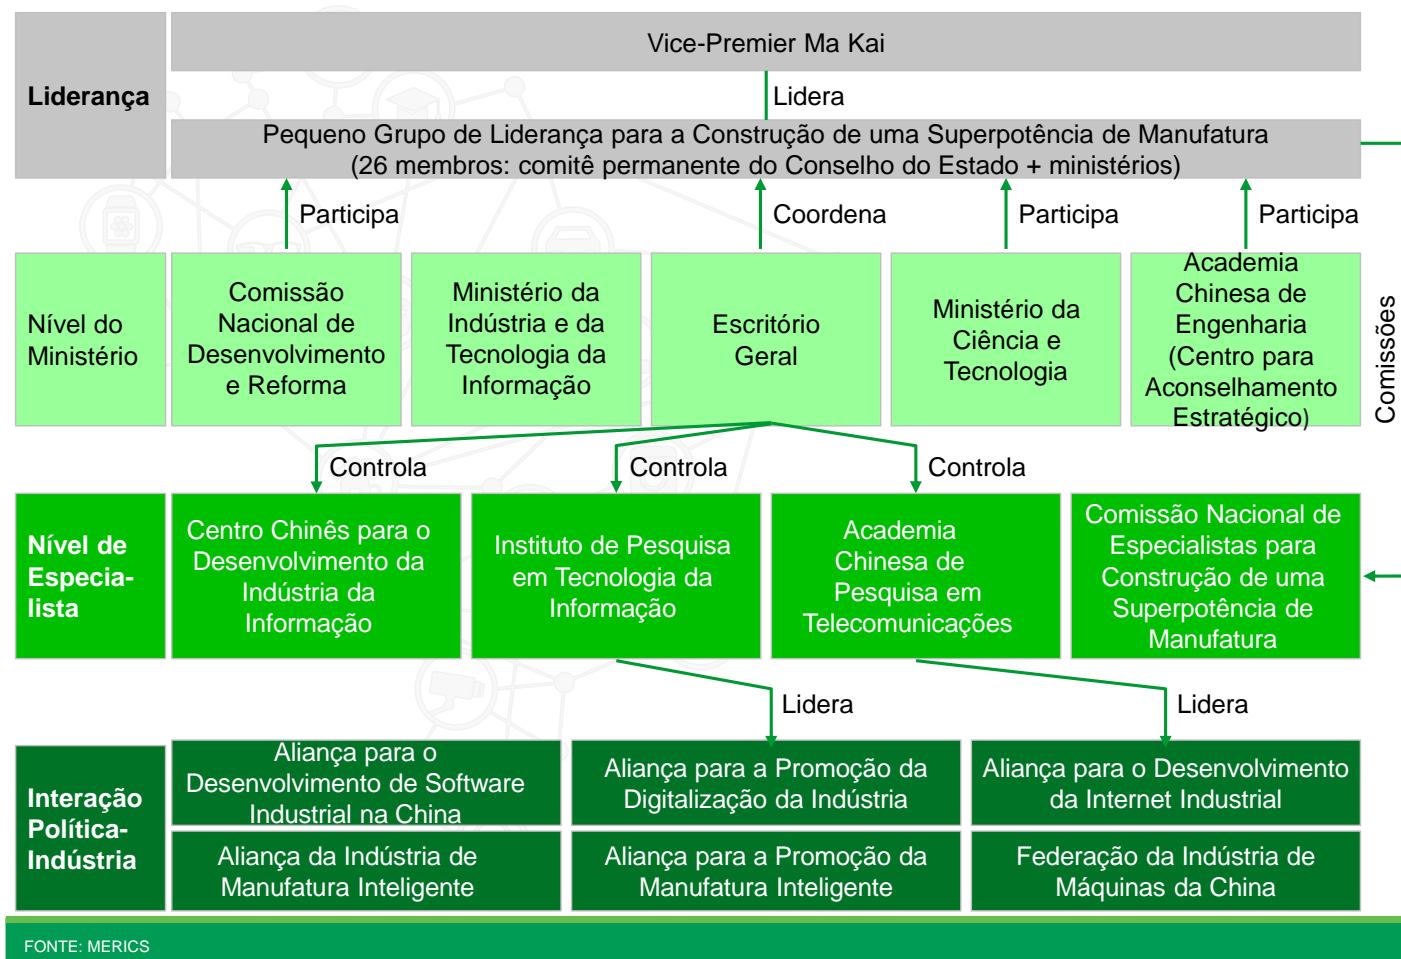 Vice-Premier Ma Kai
Liderança
Lidera
Pequeno Grupo de Liderança para a Construção de uma Superpotência de Manufatura
(26 membros: comitê permanente do Conselho do Estado + ministérios)
Participa
Coordena
Participa
Participa
Nível do
Ministério
Comissão
Nacional de
Desenvolvimento
e Reforma
Ministério da
Indústria e da
Tecnologia da
Informação
Escritório
Geral
Ministério da
Ciência e
Tecnologia
Academia
Chinesa de
Engenharia
(Centro para
Aconselhamento
Estratégico)
Comissões
Controla
Controla
Controla
Nível de
Especia-
lista
Centro Chinês para o
Desenvolvimento da
Indústria da
Informação
Instituto de Pesquisa
em Tecnologia da
Informação
Academia
Chinesa de
Pesquisa em
Telecomunicações
Comissão Nacional de
Especialistas para
Construção de uma
Superpotência de
Manufatura
Lidera
Lidera
Interação
Política-
Indústria
Aliança para o
Desenvolvimento de Software
Industrial na China
Aliança para a Promoção da
Digitalização da Indústria
Aliança para o Desenvolvimento
da Internet Industrial
Aliança da Indústria de
Manufatura Inteligente
Aliança para a Promoção da
Manufatura Inteligente
Federação da Indústria de
Máquinas da China
FONTE: MERICS